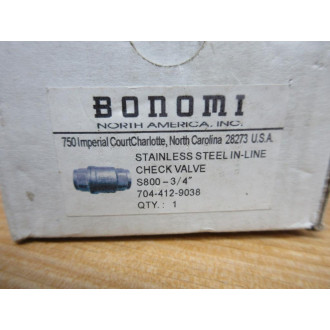 BONOMI
NORTH AMERICA, INC.
750 Imperial CourtCharlotte, North Carolina 28273 U.S.A.
STAINLESS STEEL IN-LINE
CHECK VALVE
S800-3/4"
704-412-9038
QTY.: 1